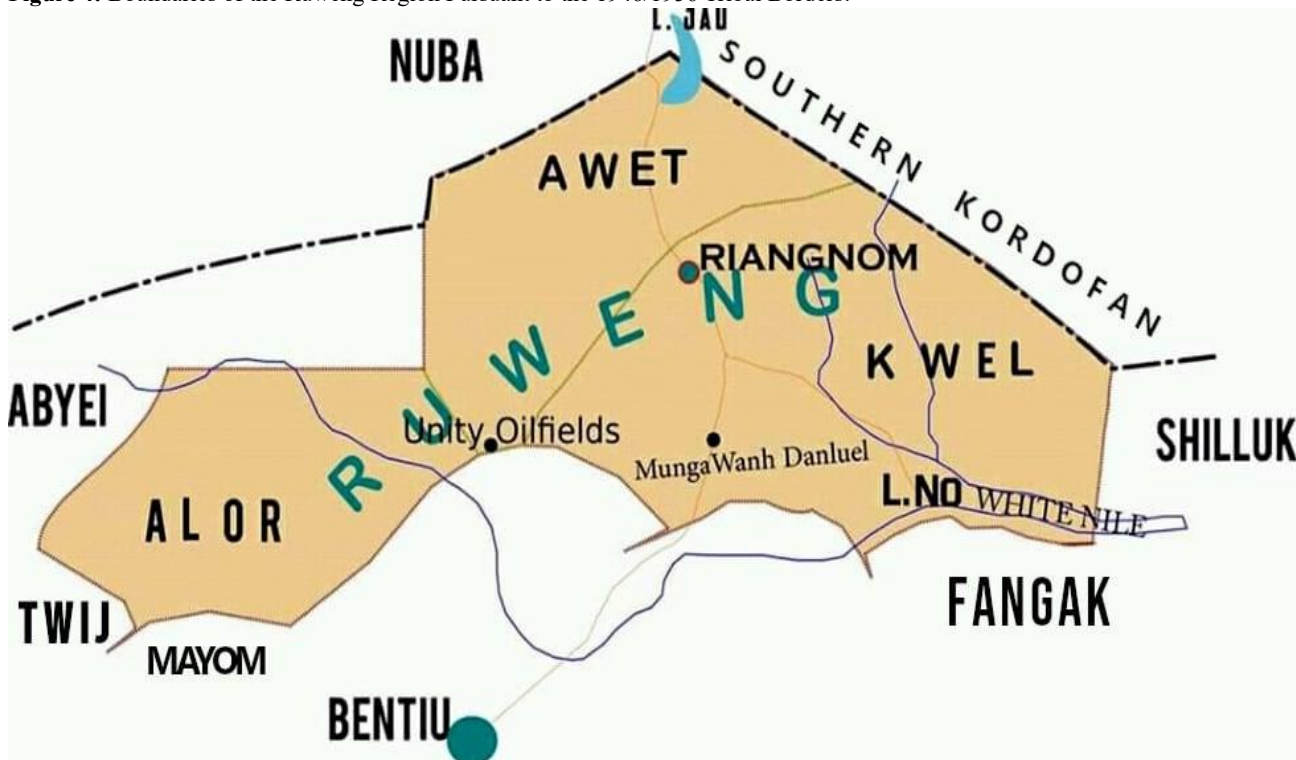 L. JAU
NUBA
SOUTHERN KORDOFAN
AWET
RIANGNOM
RUWENG
KWEL
ABYEI
Unity Oilfields
SHILLUK
MungaWanh Danluel
L.NO WHITE NILE
ALOR
FANGAK
TWIJ
MAYOM
BENTIU